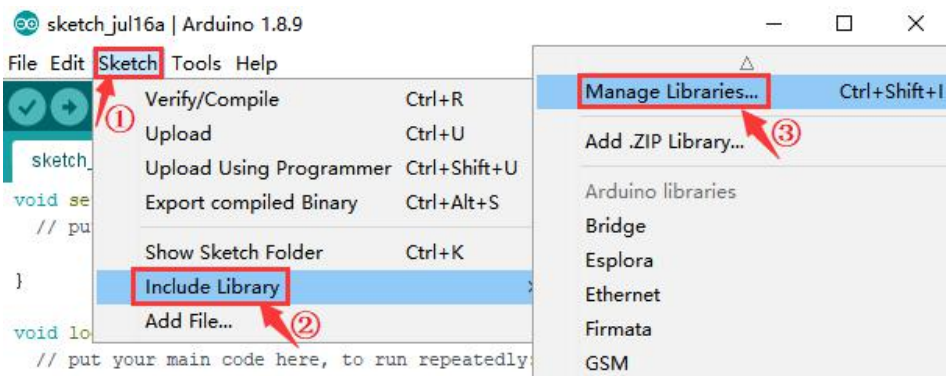 sketch_jul16a | Arduino 1.8.9
File Edit Sketch Tools Help
①
Verify/Compile Ctrl+R
Upload Ctrl+U
Upload Using Programmer Ctrl+Shift+U
Export compiled Binary Ctrl+Alt+S
Show Sketch Folder Ctrl+K
Include Library
Add File...
②
Manage Libraries... Ctrl+Shift+I
③
Add .ZIP Library...
Arduino libraries
Bridge
Esplora
Ethernet
Firmata
GSM
sketch_
void se
// pu
}
void lo
// put your main code here, to run repeatedly: